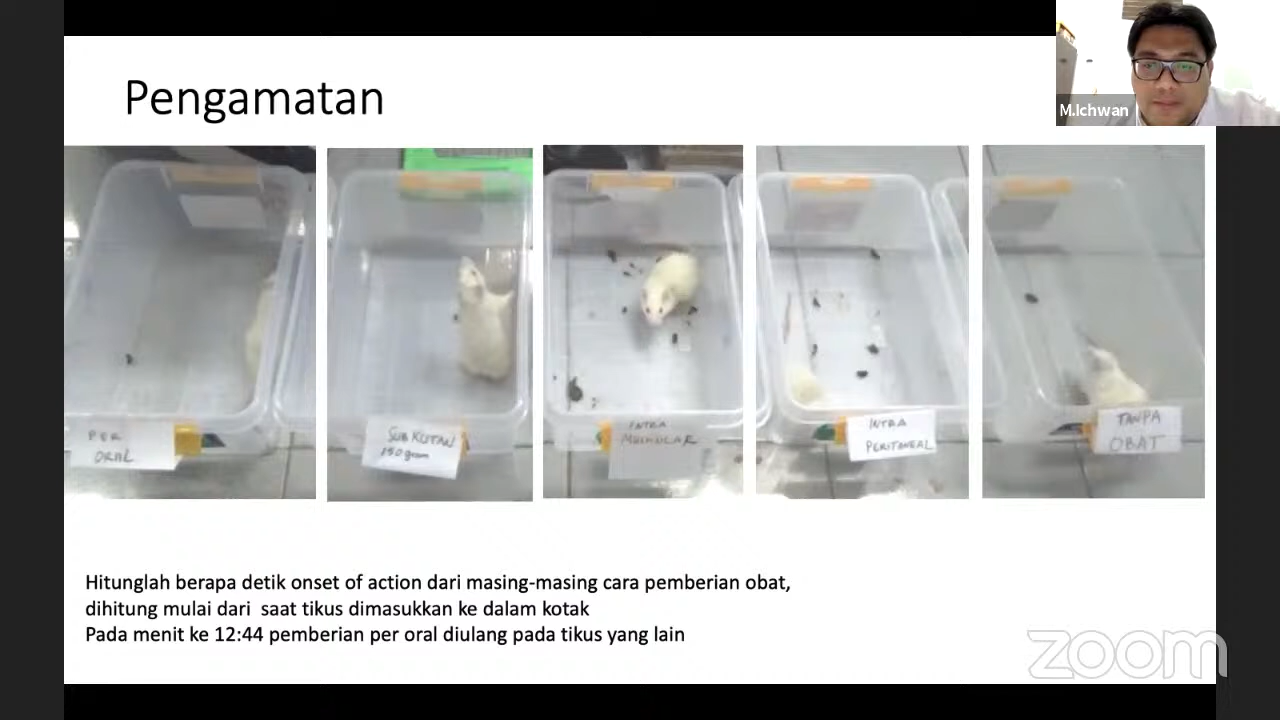 Pengamatan
M.Ichwan
PER
ORAL
SUBKUTAN
150 gram
INTRA
MUSKULAR
INTRA
PERITONEAL
TANPA
OBAT
Hitunglah berapa detik onset of action dari masing-masing cara pemberian obat,
dihitung mulai dari saat tikus dimasukkan ke dalam kotak
Pada menit ke 12:44 pemberian per oral diulang pada tikus yang lain
zoom